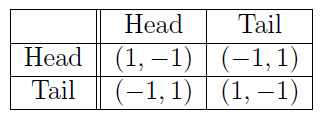 Head Tail
Head (1, −1) (−1, 1)
Tail (−1, 1) (1, −1)